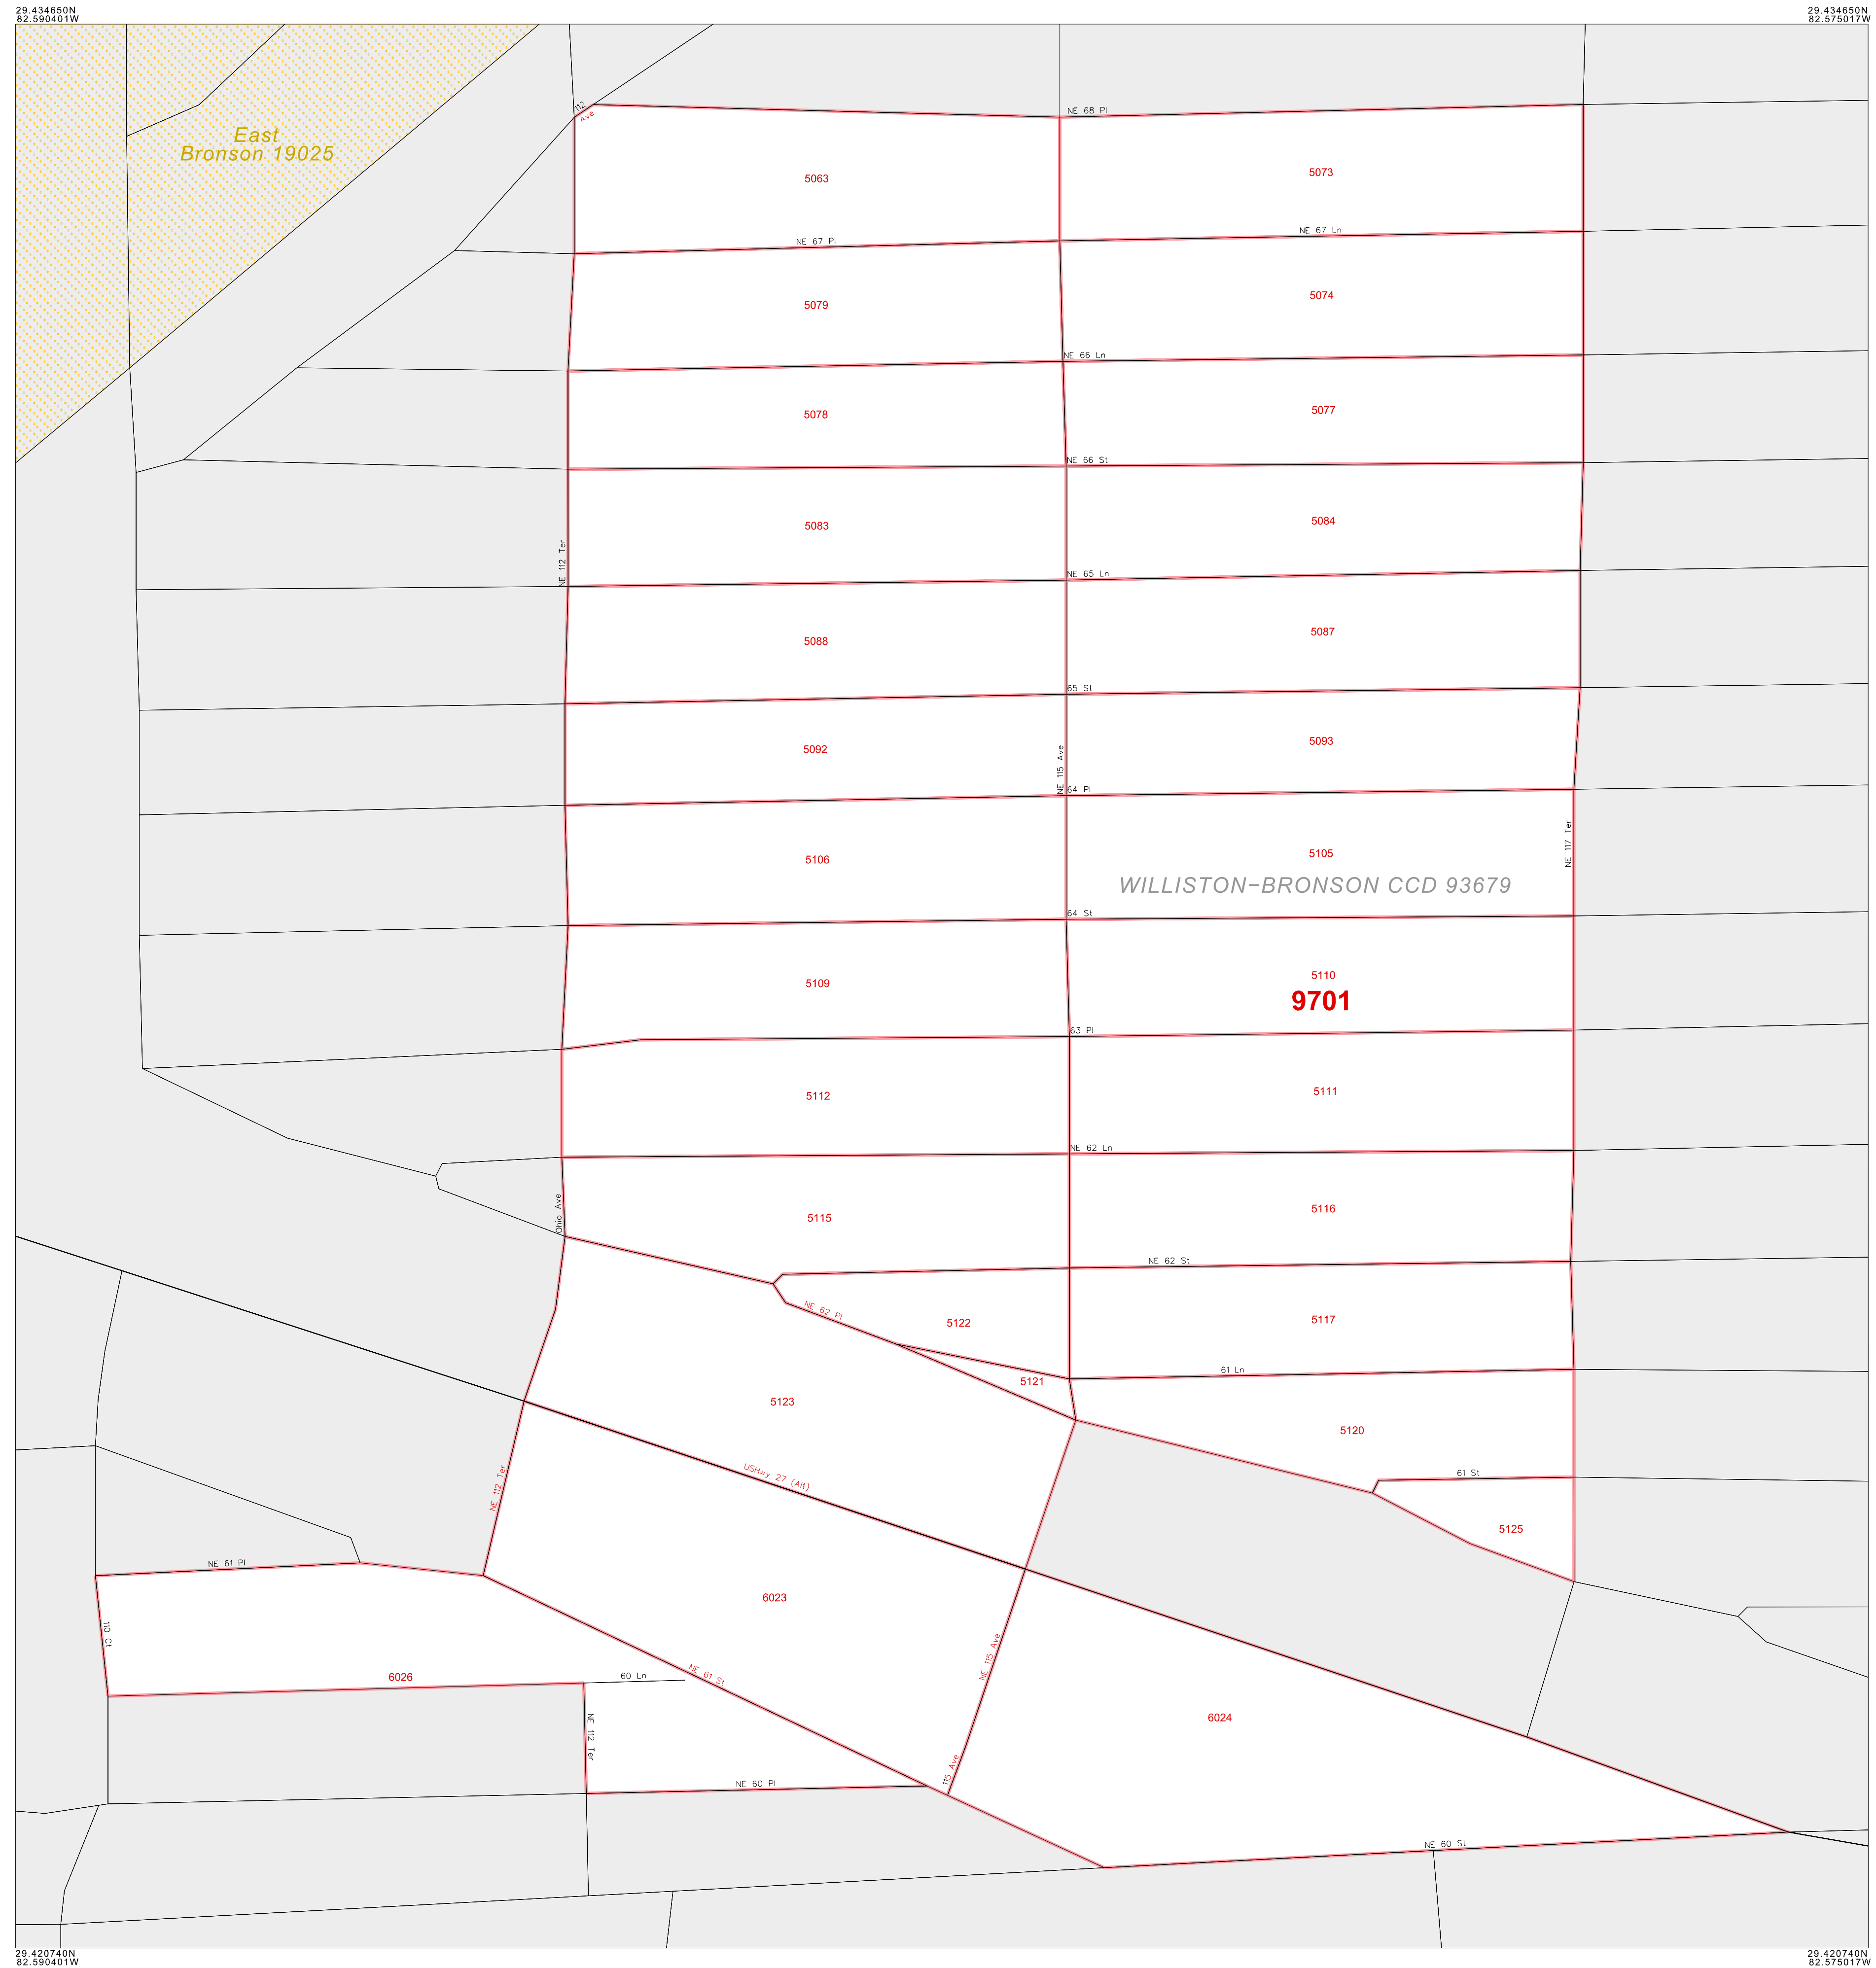 29.434650N
82.590401W
29.434650N
82.575017W
112
Ave
NE 68 Pl
East
Bronson 19025
5063
5073
NE 67 Pl
NE 67 Ln
5079
5074
NE 66 Ln
5078
5077
NE 66 St
5083
5084
NE 112 Ter
NE 65 Ln
5088
5087
65 St
5092
5093
NE 115 Ave
64 Pl
5106
5105
NE 117 Ter
WILLISTON-BRONSON CCD 93679
64 St
5109
5110
9701
63 Pl
5112
5111
NE 62 Ln
Ohio Ave
5115
5116
NE 62 St
NE 62 Pl
5122
5117
61 Ln
5121
5123
5120
USHwy 27 (Alt)
61 St
NE 112 Ter
5125
NE 61 Pl
6023
110 Ct
NE 115 Ave
6026
60 Ln
NE 61 St
NE 112 Ter
6024
115 Ave
NE 60 Pl
NE 60 St
29.420740N
82.590401W
29.420740N
82.575017W